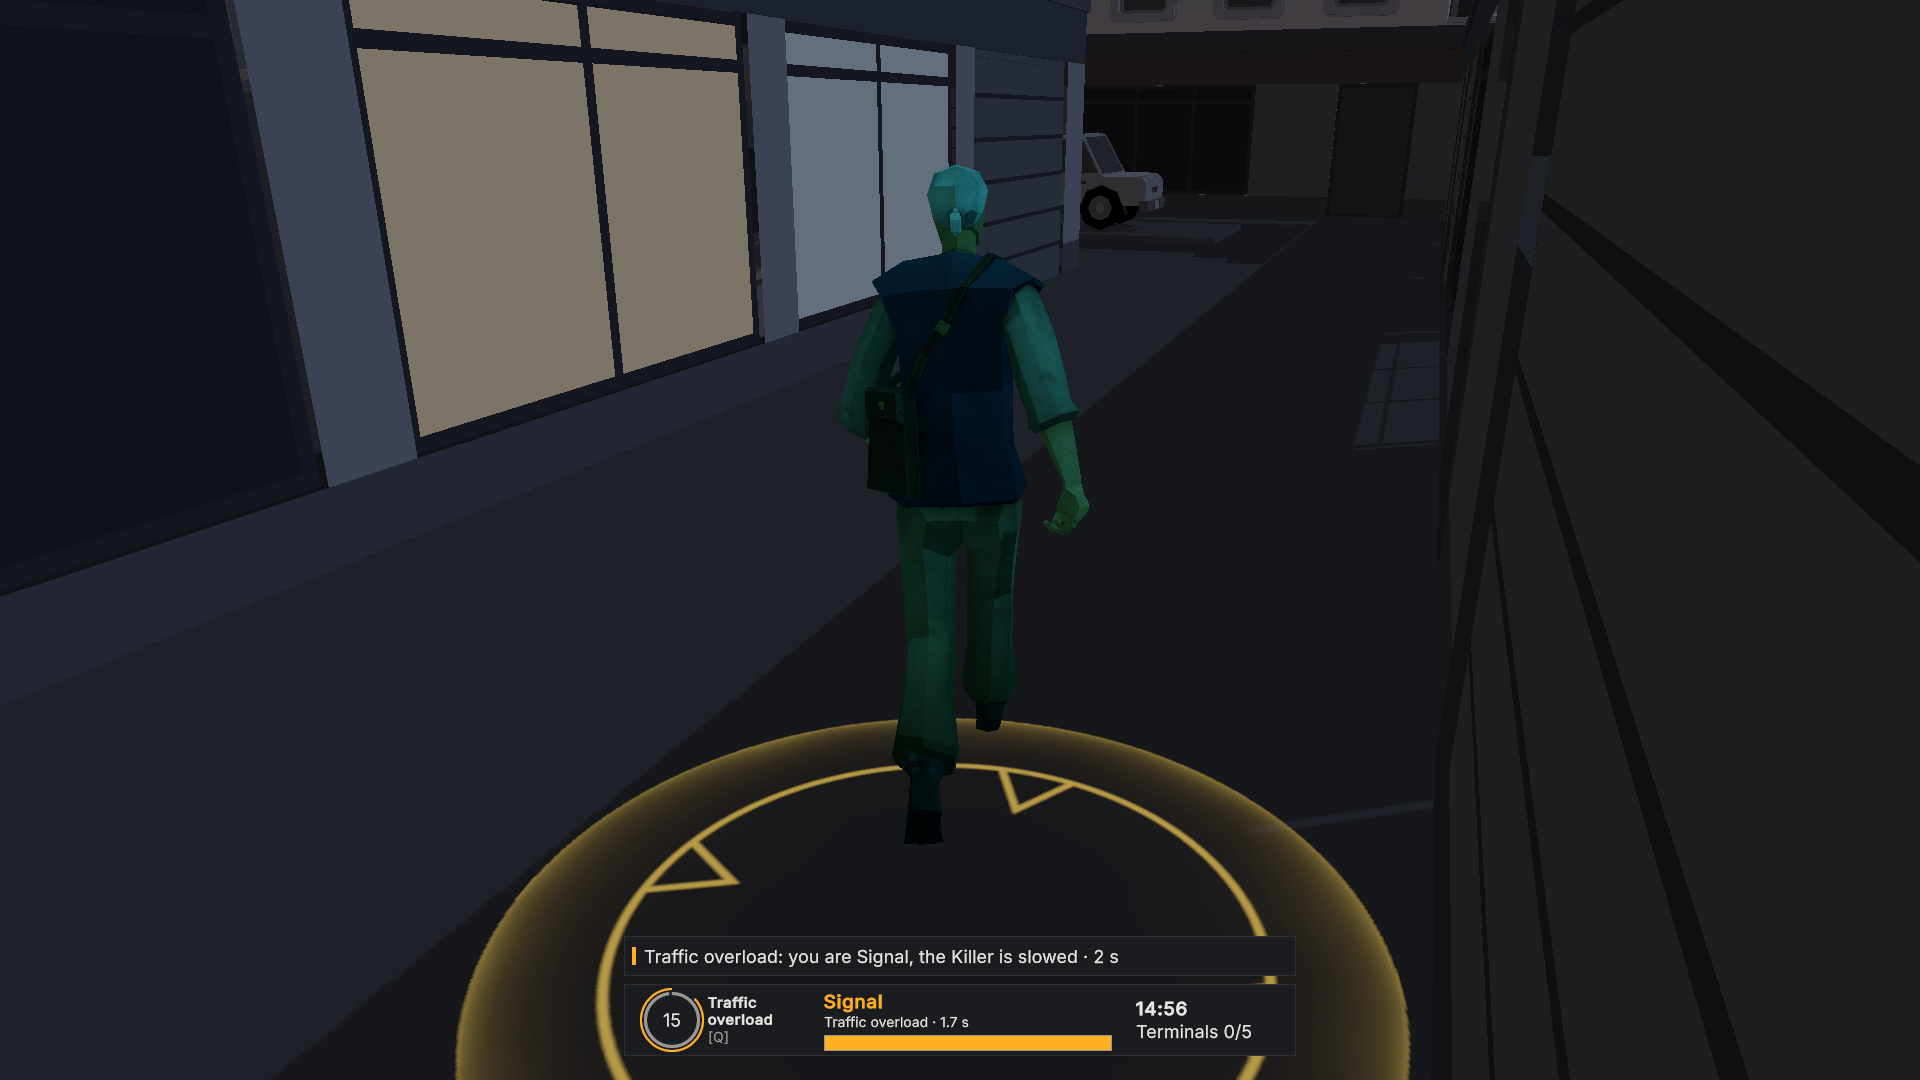 Traffic overload: you are Signal, the Killer is slowed · 2 s
15
Traffic
overload
[Q]
Signal
Traffic overload · 1.7 s
14:56
Terminals 0/5